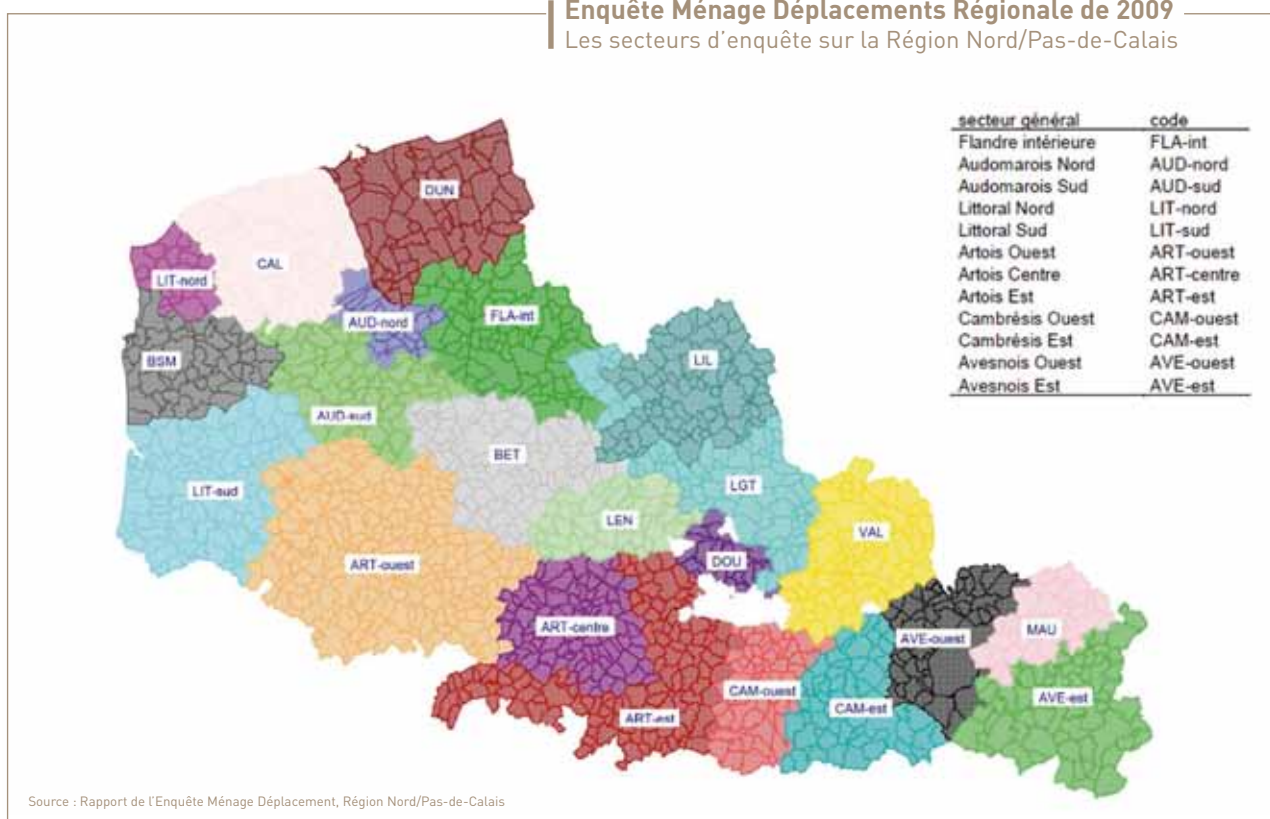 Enquête Ménage Déplacements Régionale de 2009
Les secteurs d'enquête sur la Région Nord/Pas-de-Calais
secteur général code
Flandre intérieure FLA-int
Audomarois Nord AUD-nord
Audomarois Sud AUD-sud
Littoral Nord LIT-nord
Littoral Sud LIT-sud
Artois Ouest ART-ouest
Artois Centre ART-centre
Artois Est ART-est
Cambrésis Ouest CAM-ouest
Cambrésis Est CAM-est
Avesnois Ouest AVE-ouest
Avesnois Est AVE-est
DUN
CAL
LIT-nord
AUD-nord
FLA-int
BSM
LIL
AUD-sud
BET
LIT-sud
LGT
LEN
VAL
ART-ouest
DOU
ART-centre
AVE-ouest
MAU
CAM-ouest
AVE-est
CAM-est
ART-est
Source : Rapport de l'Enquête Ménage Déplacement, Région Nord/Pas-de-Calais